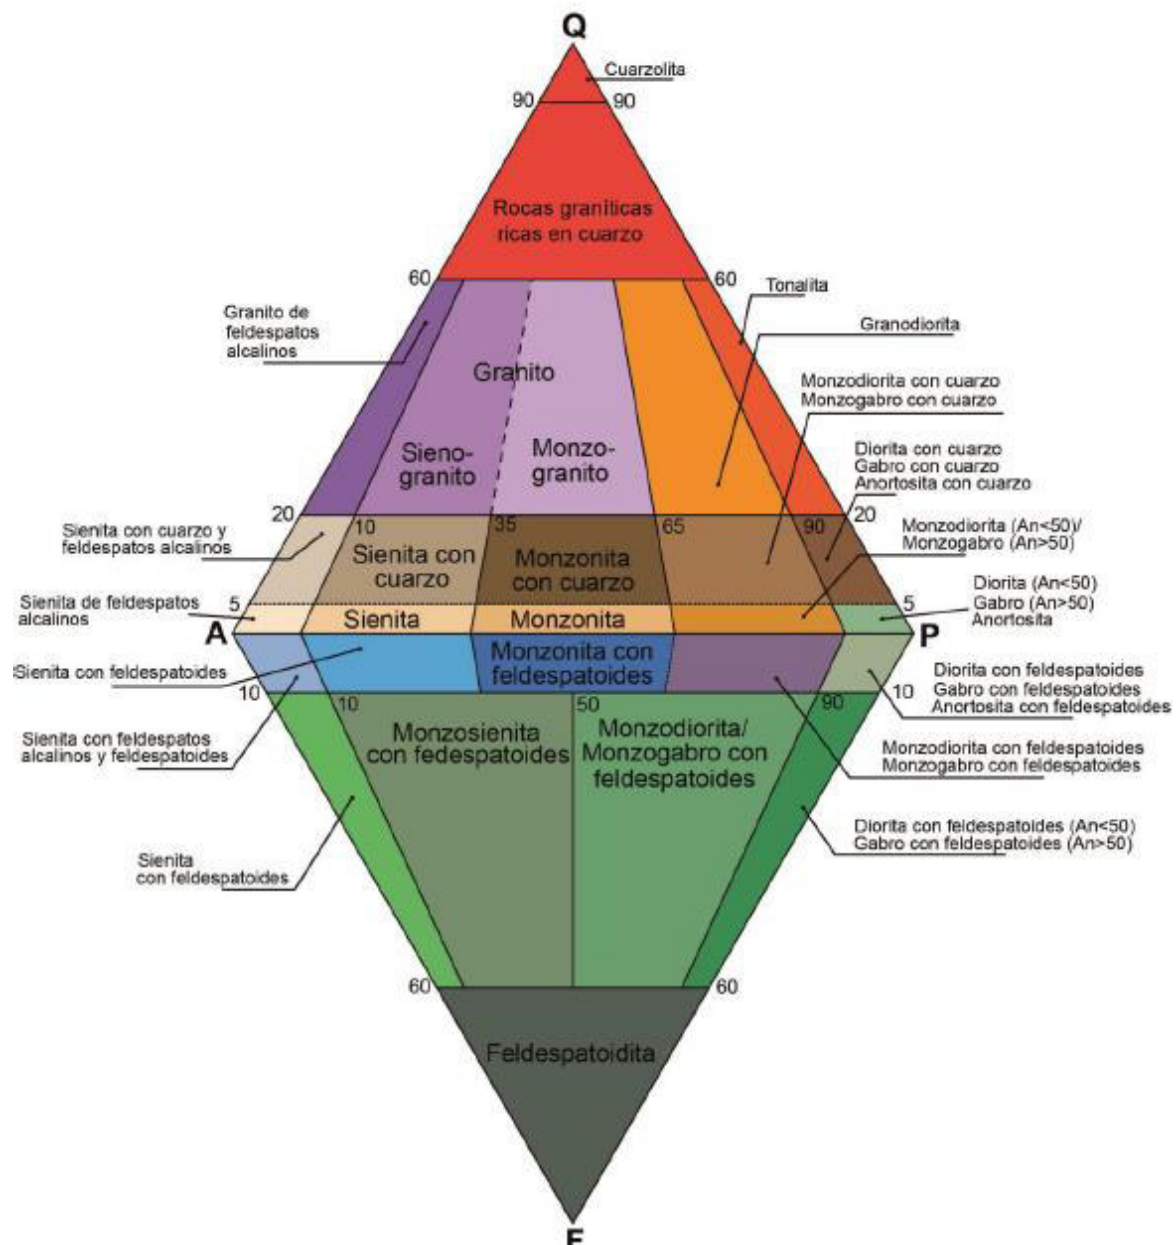 Q
Cuarzolita
90
90
Rocas graníticas
ricas en cuarzo
60
60
Tonalita
Granito de
feldespatos
alcalinos
Granodiorita
Grahito
Monzodiorita con cuarzo
Monzogabro con cuarzo
Sieno-
granito
Monzo-
granito
Diorita con cuarzo
Gabro con cuarzo
Anortosita con cuarzo
20
10
35
65
90
20
Sienita con cuarzo y
feldespatos alcalinos
Sienita con
cuarzo
Monzonita
con cuarzo
Monzodiorita (An<50)/
Monzogabro (An>50)
Sienita de feldespatos
alcalinos
5
5
Diorita (An<50)
Gabro (An>50)
Anortosita
Sienita
Monzonita
A
P
Sienita con feldespatoides
Monzonita con
feldespatoides
Diorita con feldespatoides
Gabro con feldespatoides
Anortosita con feldespatoides
10
10
50
90
10
Sienita con feldespatos
alcalinos y feldespatoides
Monzosienita
con fedespatoides
Monzodiorita/
Monzogabro con
feldespatoides
Monzodiorita con feldespatoides
Monzogabro con feldespatoides
Diorita con feldespatoides (An<50)
Gabro con feldespatoides (An>50)
Sienita
con feldespatoides
60
60
Feldespatoidita
F